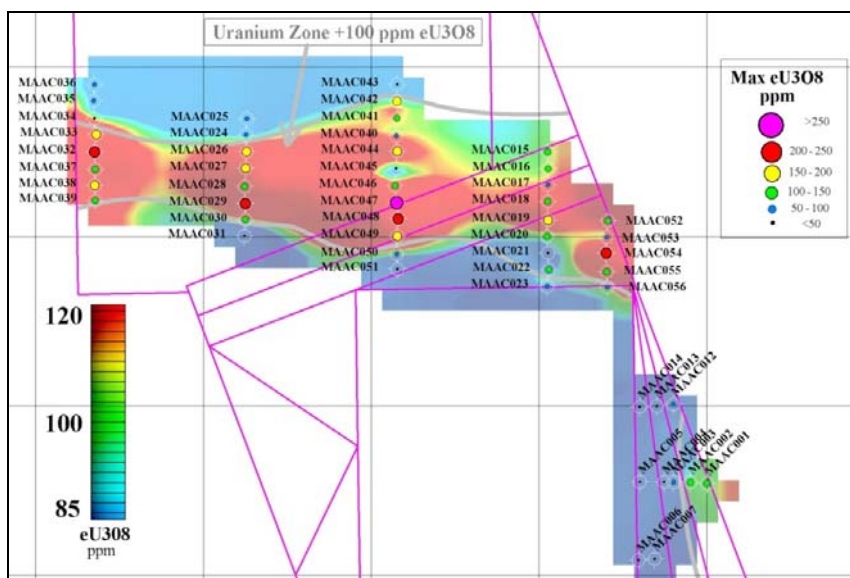 Uranium Zone +100 ppm eU3O8
MAAC036
MAAC035
MAAC034
MAAC033
MAAC032
MAAC037
MAAC038
MAAC039
MAAC025
MAAC024
MAAC026
MAAC027
MAAC028
MAAC029
MAAC030
MAAC031
MAAC043
MAAC042
MAAC041
MAAC040
MAAC044
MAAC045
MAAC046
MAAC047
MAAC048
MAAC049
MAAC050
MAAC051
MAAC015
MAAC016
MAAC017
MAAC018
MAAC019
MAAC020
MAAC021
MAAC022
MAAC023
MAAC052
MAAC053
MAAC054
MAAC055
MAAC056
Max eU3O8
ppm
>250
200 - 250
150 - 200
100 - 150
50 - 100
<50
MAAC014
MAAC013
MAAC012
MAAC005
MAAC004
MAAC003
MAAC002
MAAC001
MAAC006
MAAC007
120
100
85
eU308
ppm